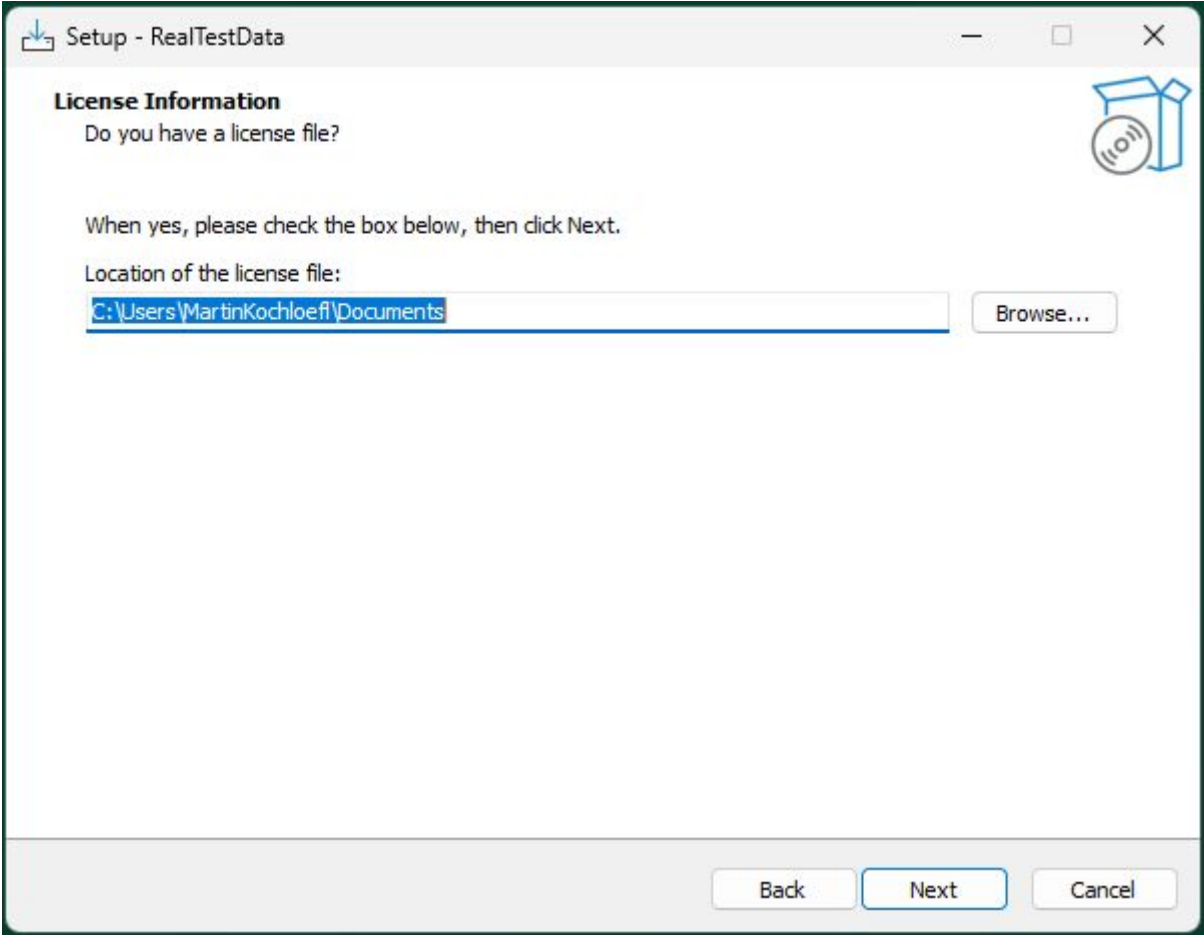 Setup - RealTestData
License Information
Do you have a license file?
When yes, please check the box below, then click Next.
Location of the license file:
C:\Users\MartinKochloefl\Documents
Browse...
Back
Next
Cancel